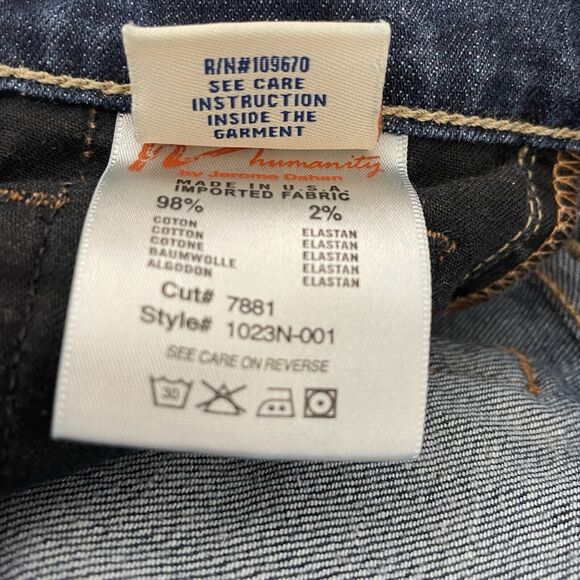 R/N#109670
SEE CARE
INSTRUCTION
INSIDE THE
GARMENT
humanity
by Jerome Dahan
MADE IN U.S.A.
IMPORTED FABRIC
98% 2%
COTON ELASTAN
COTTON ELASTAN
COTONE ELASTAN
BAUMWOLLE ELASTAN
ALGODON ELASTAN
Cut# 7881
Style# 1023N-001
SEE CARE ON REVERSE
30